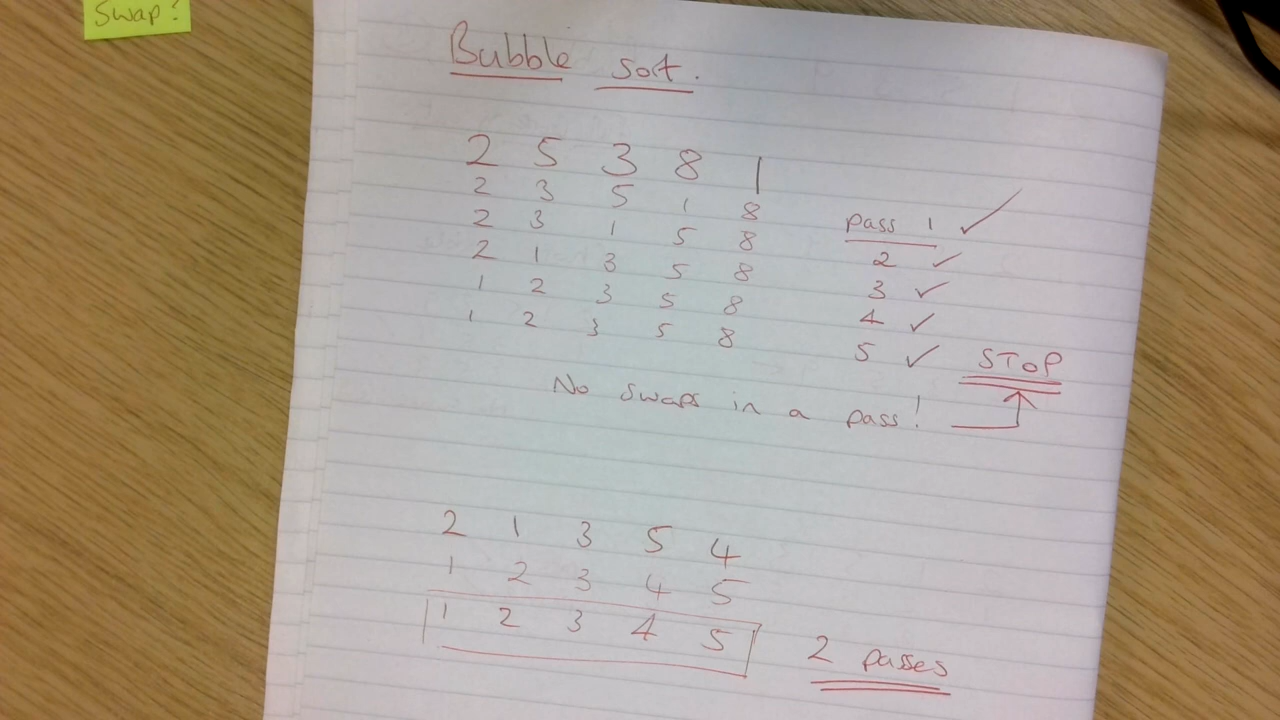 Swap?
Bubble sort.
2 5 3 8 1
2 3 5 1 8 pass 1 ✓
2 3 1 5 8 2 ✓
2 1 3 5 8 3 ✓
1 2 3 5 8 4 ✓
1 2 3 5 8 5 ✓ STOP
No swaps in a pass!
2 1 3 5 4
1 2 3 4 5
1 2 3 4 5 2 passes